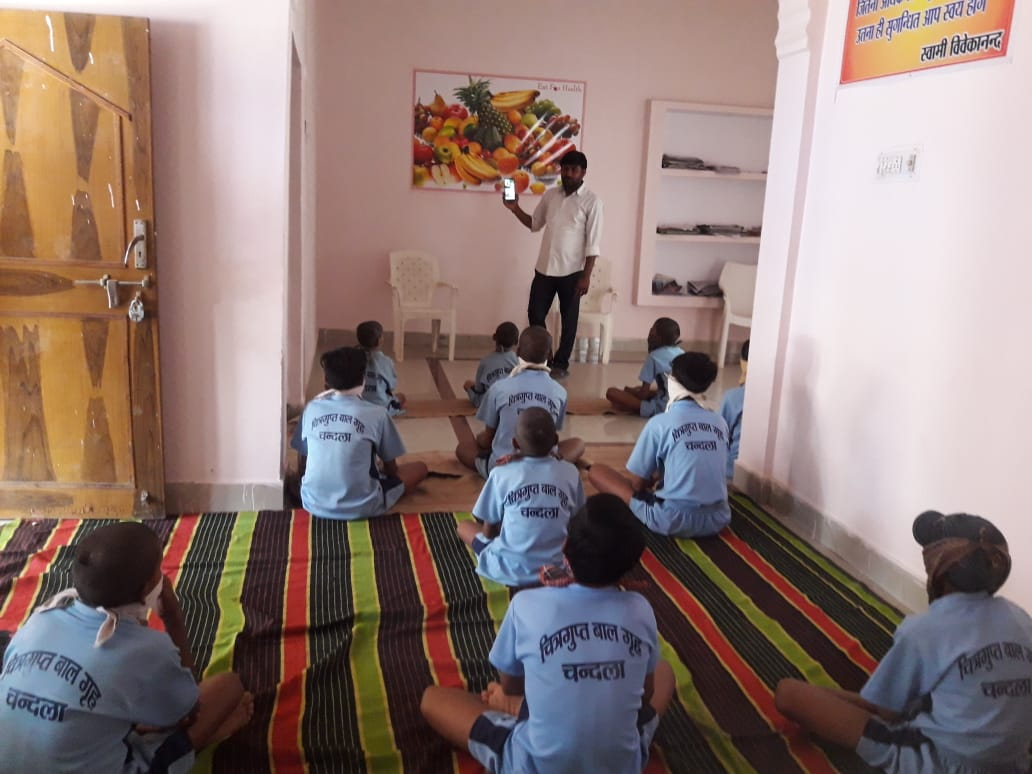 जितना
उतना ही सुगन्धित आप स्वयं होंगे
स्वामी विवेकानन्द
Eat For Health
चित्रगुप्त बाल गृह
चन्दला
चित्रगुप्त बाल गृह
चन्दला
चित्रगुप्त बाल गृह
चन्दला
चित्रगुप्त बाल गृह
चन्दला
चित्रगुप्त बाल गृह
चन्दला
चित्रगुप्त बाल गृह
चन्दला
चित्रगुप्त बाल गृह
चन्दला